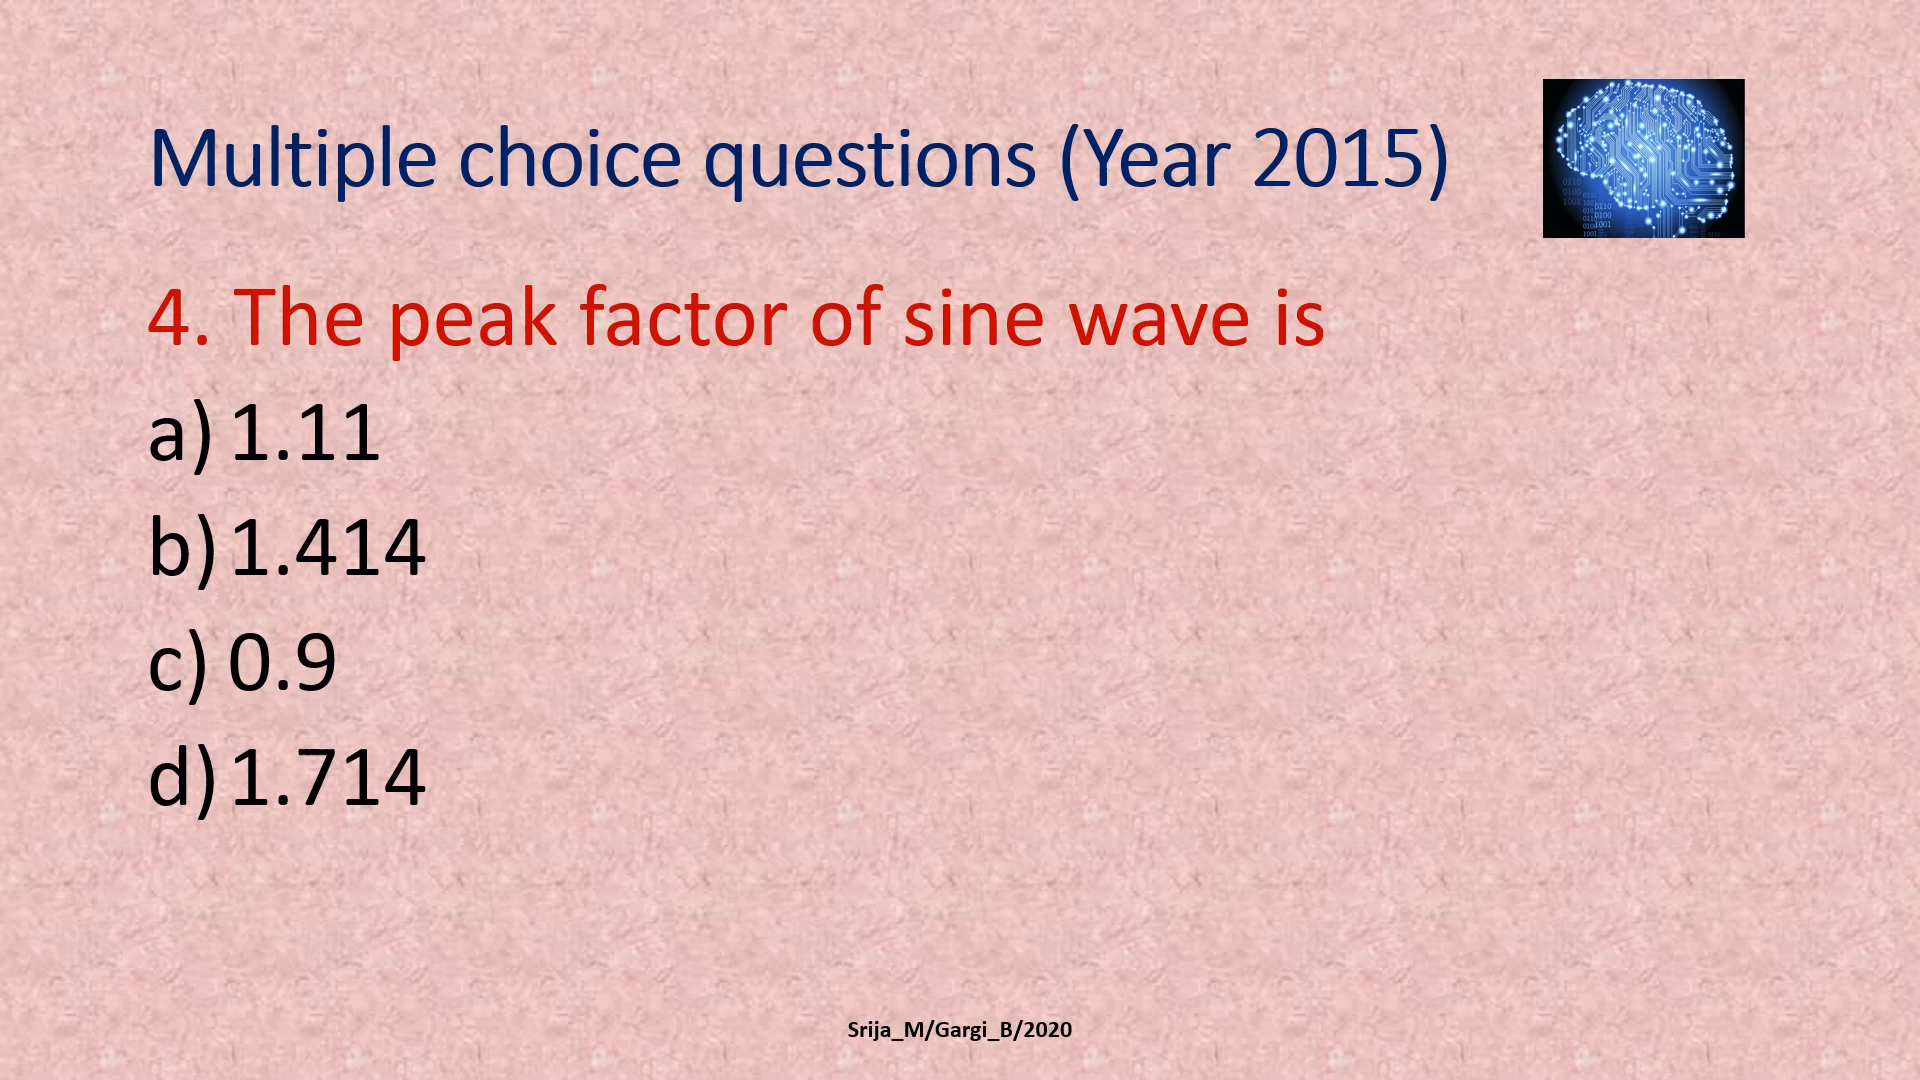 Multiple choice questions (Year 2015)
4. The peak factor of sine wave is
a) 1.11
b) 1.414
c) 0.9
d) 1.714
Srija_M/Gargi_B/2020